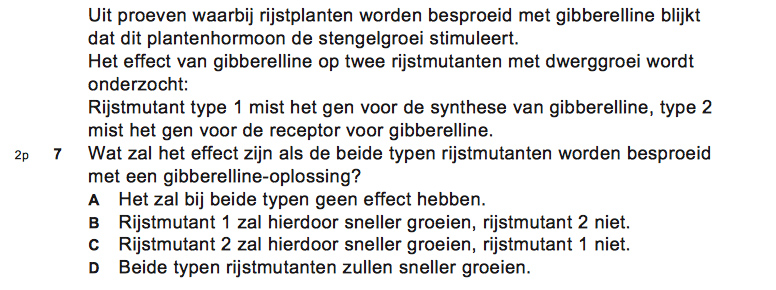 Uit proeven waarbij rijstplanten worden besproeid met gibberelline blijkt
dat dit plantenhormoon de stengelgroei stimuleert.
Het effect van gibberelline op twee rijstmutanten met dwerggroei wordt
onderzocht:
Rijstmutant type 1 mist het gen voor de synthese van gibberelline, type 2
mist het gen voor de receptor voor gibberelline.
2p 7 Wat zal het effect zijn als de beide typen rijstmutanten worden besproeid
met een gibberelline-oplossing?
A Het zal bij beide typen geen effect hebben.
B Rijstmutant 1 zal hierdoor sneller groeien, rijstmutant 2 niet.
C Rijstmutant 2 zal hierdoor sneller groeien, rijstmutant 1 niet.
D Beide typen rijstmutanten zullen sneller groeien.